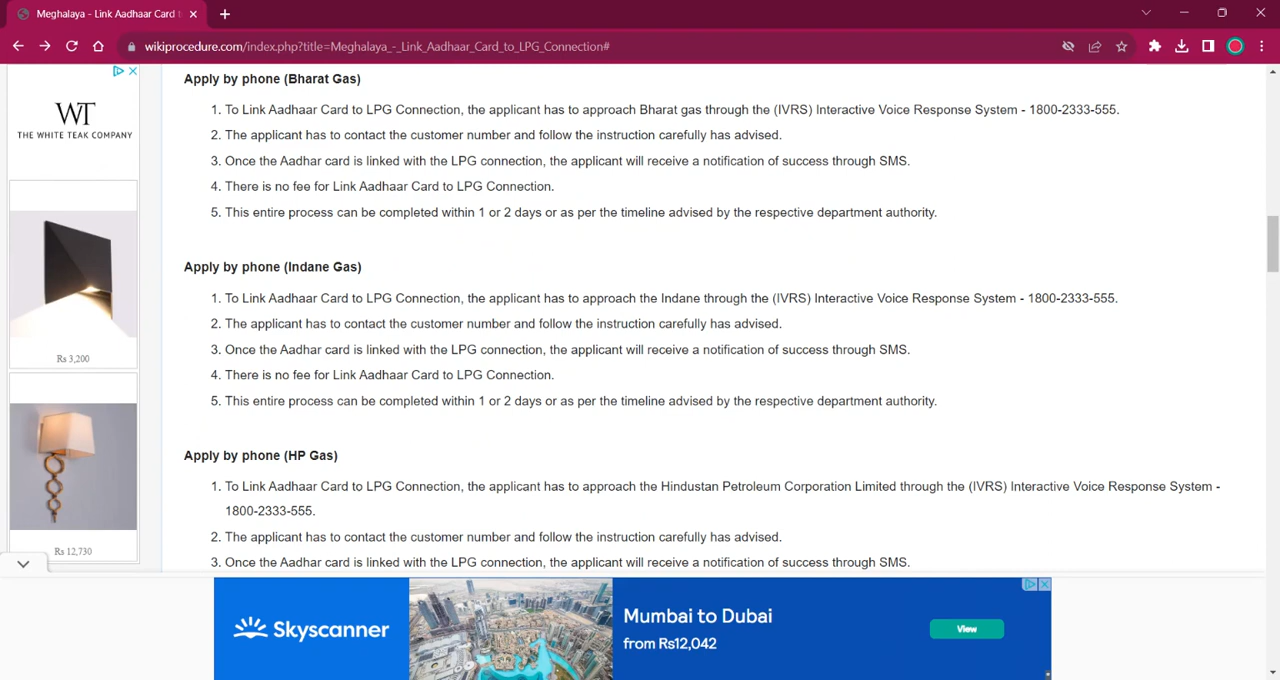 Meghalaya - Link Aadhaar Card t
wikiprocedure.com/index.php?title=Meghalaya_-_Link_Aadhaar_Card_to_LPG_Connection#
WT
THE WHITE TEAK COMPANY
Rs 3,200
Rs 12,730
Apply by phone (Bharat Gas)
1. To Link Aadhaar Card to LPG Connection, the applicant has to approach Bharat gas through the (IVRS) Interactive Voice Response System - 1800-2333-555.
2. The applicant has to contact the customer number and follow the instruction carefully has advised.
3. Once the Aadhar card is linked with the LPG connection, the applicant will receive a notification of success through SMS.
4. There is no fee for Link Aadhaar Card to LPG Connection.
5. This entire process can be completed within 1 or 2 days or as per the timeline advised by the respective department authority.
Apply by phone (Indane Gas)
1. To Link Aadhaar Card to LPG Connection, the applicant has to approach the Indane through the (IVRS) Interactive Voice Response System - 1800-2333-555.
2. The applicant has to contact the customer number and follow the instruction carefully has advised.
3. Once the Aadhar card is linked with the LPG connection, the applicant will receive a notification of success through SMS.
4. There is no fee for Link Aadhaar Card to LPG Connection.
5. This entire process can be completed within 1 or 2 days or as per the timeline advised by the respective department authority.
Apply by phone (HP Gas)
1. To Link Aadhaar Card to LPG Connection, the applicant has to approach the Hindustan Petroleum Corporation Limited through the (IVRS) Interactive Voice Response System -
1800-2333-555.
2. The applicant has to contact the customer number and follow the instruction carefully has advised.
3. Once the Aadhar card is linked with the LPG connection, the applicant will receive a notification of success through SMS.
Skyscanner
Mumbai to Dubai
from Rs12,042
View